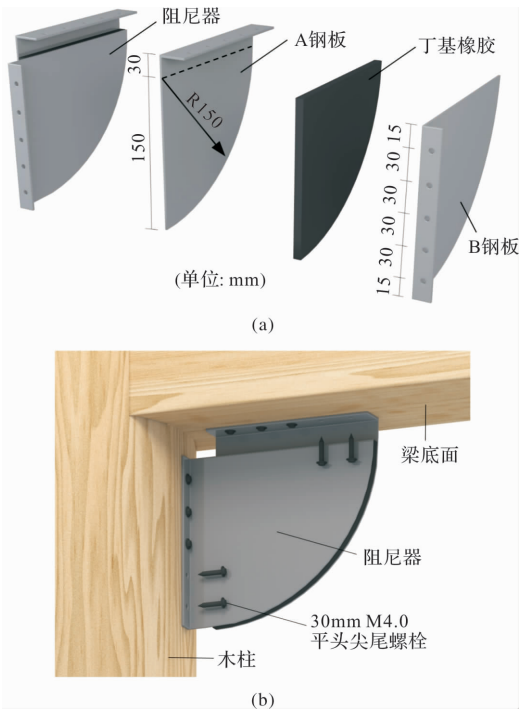 阻尼器
A钢板
丁基橡胶
30
150
R150
15
30
30
30
30
15
B钢板
(单位: mm)
(a)
梁底面
阻尼器
30mm M4.0
平头尖尾螺栓
木柱
(b)